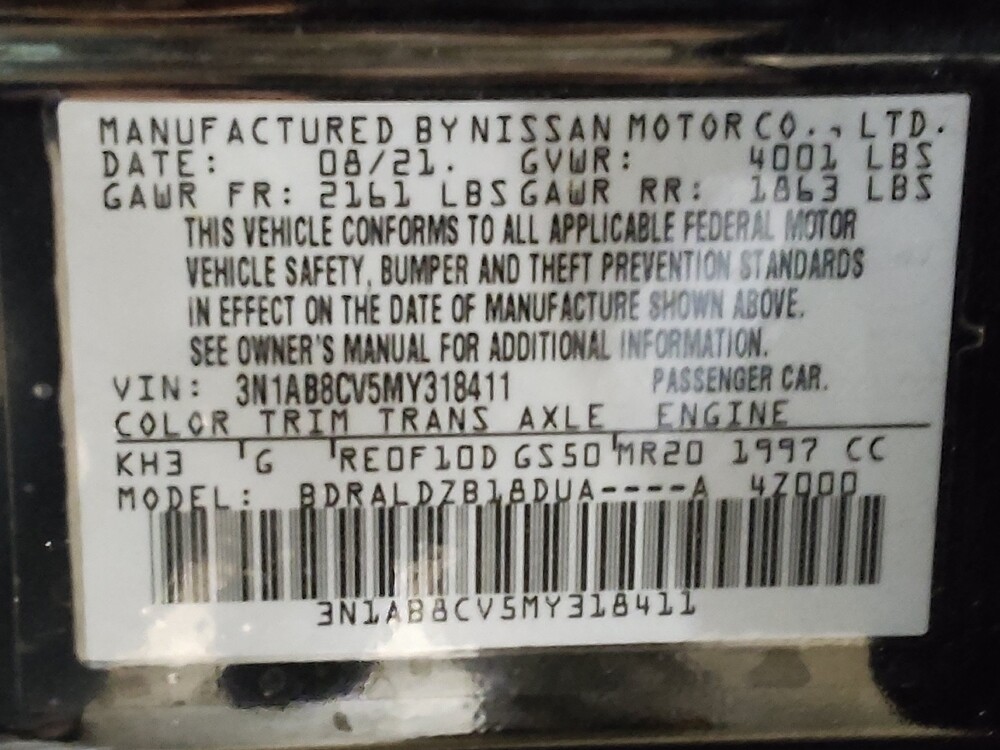 MANUFACTURED BY NISSAN MOTOR CO., LTD.
DATE: 08/21. GVWR: 4001 LBS
GAWR FR: 2161 LBS GAWR RR: 1863 LBS
THIS VEHICLE CONFORMS TO ALL APPLICABLE FEDERAL MOTOR
VEHICLE SAFETY, BUMPER AND THEFT PREVENTION STANDARDS
IN EFFECT ON THE DATE OF MANUFACTURE SHOWN ABOVE.
SEE OWNER'S MANUAL FOR ADDITIONAL INFORMATION.
VIN: 3N1AB8CV5MY318411 PASSENGER CAR.
COLOR TRIM TRANS AXLE ENGINE
KH3 G RE0F10D GS50 MR20 1997 CC
MODEL: BDRALDZB18DUA----A 4Z000
3N1AB8CV5MY318411